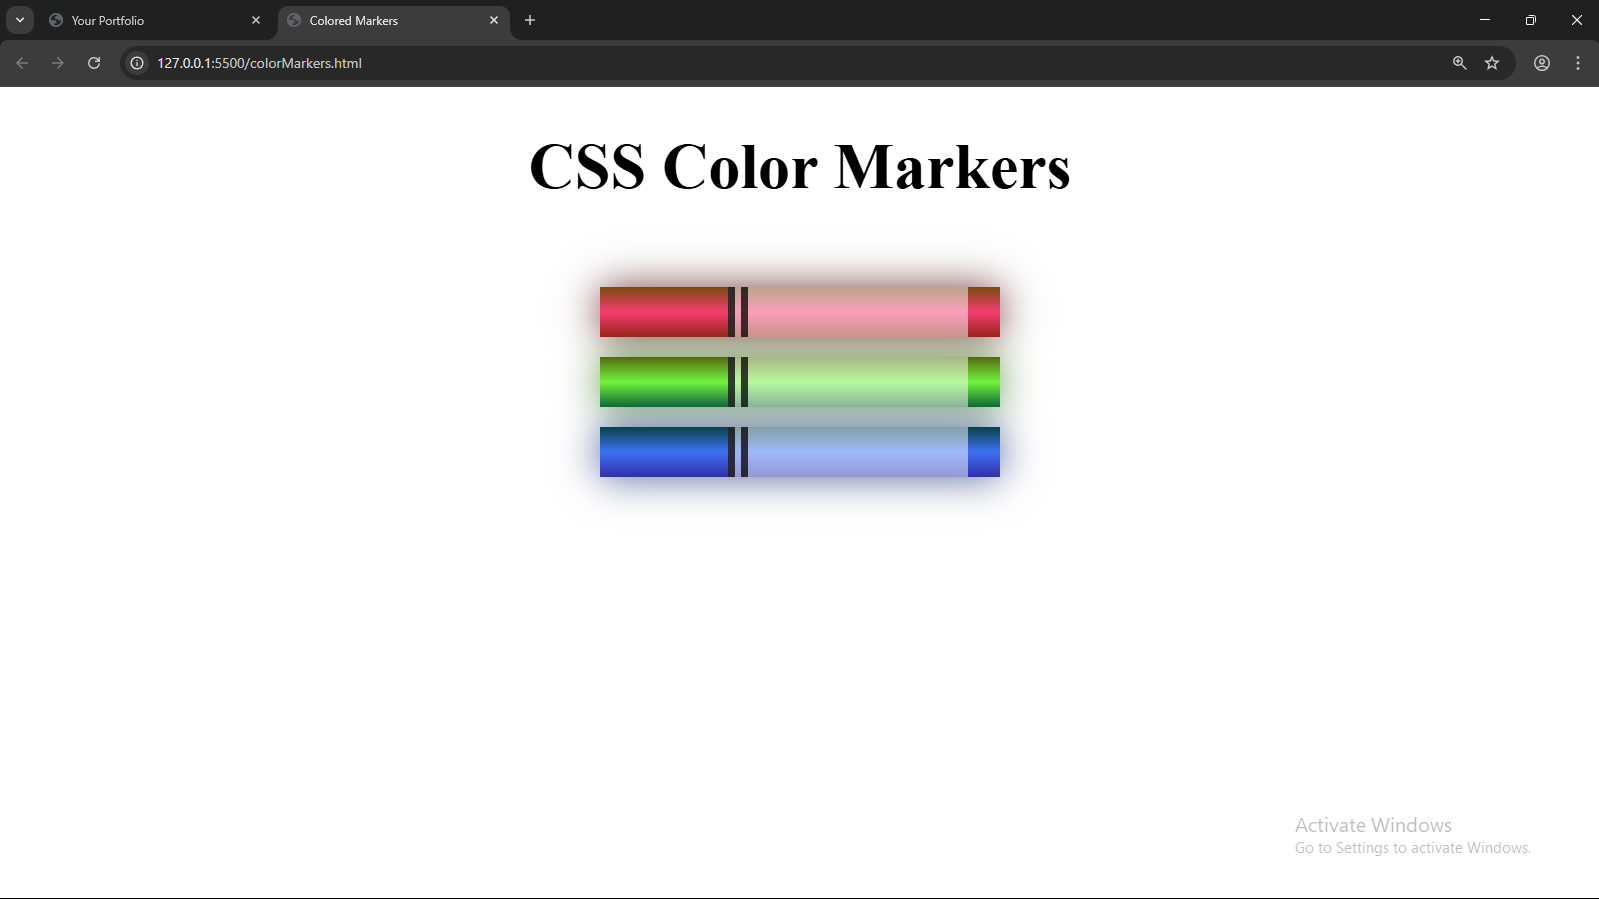 Your Portfolio
Colored Markers
127.0.0.1:5500/colorMarkers.html
CSS Color Markers
Activate Windows
Go to Settings to activate Windows.